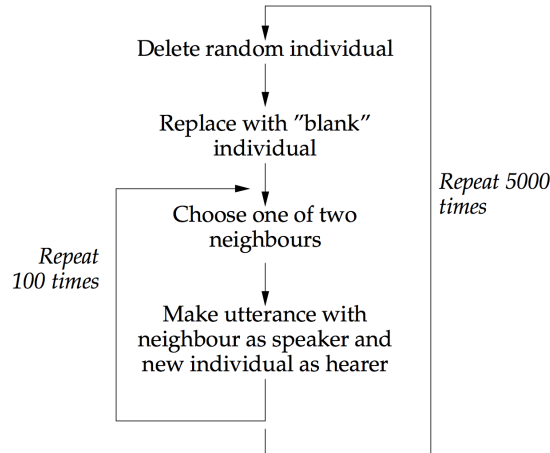 Delete random individual
Replace with ”blank”
individual
Repeat 5000
times
Choose one of two
neighbours
Repeat
100 times
Make utterance with
neighbour as speaker and
new individual as hearer